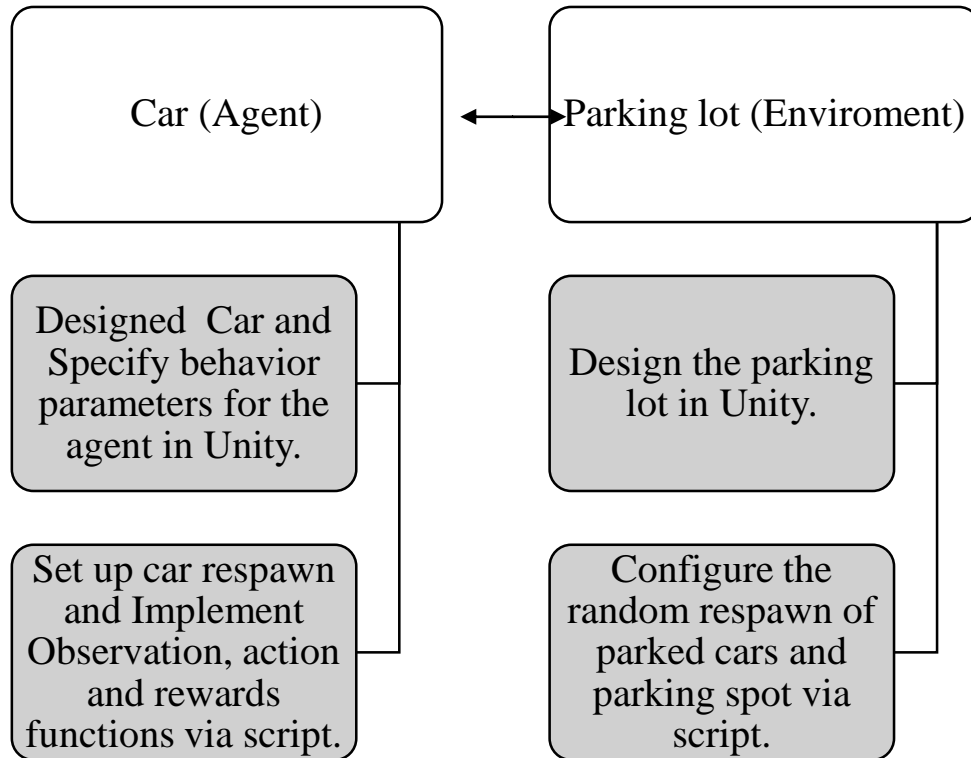 Car (Agent)
Parking lot (Enviroment)
Designed  Car and
Specify behavior
parameters for the
agent in Unity.
Design the parking
lot in Unity.
Set up car respawn
and Implement
Observation, action
and rewards
functions via script.
Configure the
random respawn of
parked cars and
parking spot via
script.